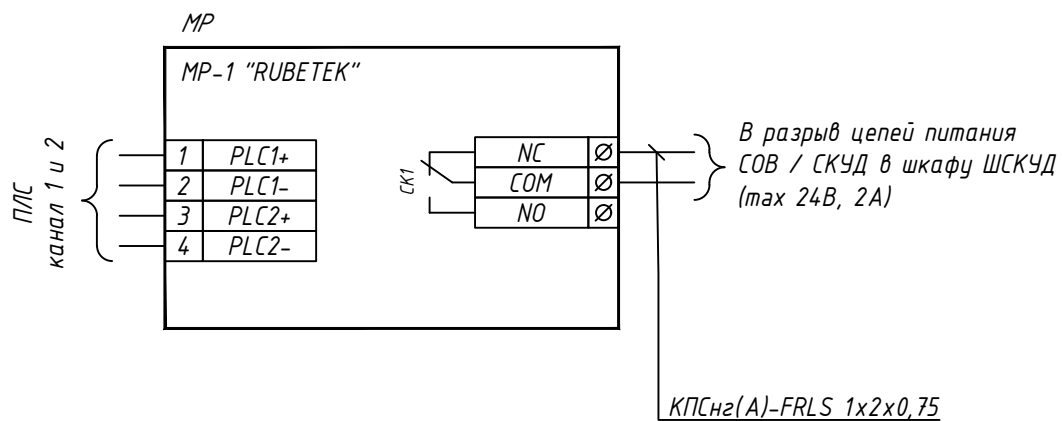 МР
МР-1 "RUBETEK"
ПЛС
канал 1 и 2
1 PLC1+
2 PLC1-
3 PLC2+
4 PLC2-
СК1
NC
COM
NO
В разрыв цепей питания
СОВ / СКУД в шкафу ШСКУД
(max 24В, 2А)
КПСнг(А)-FRLS 1х2х0,75